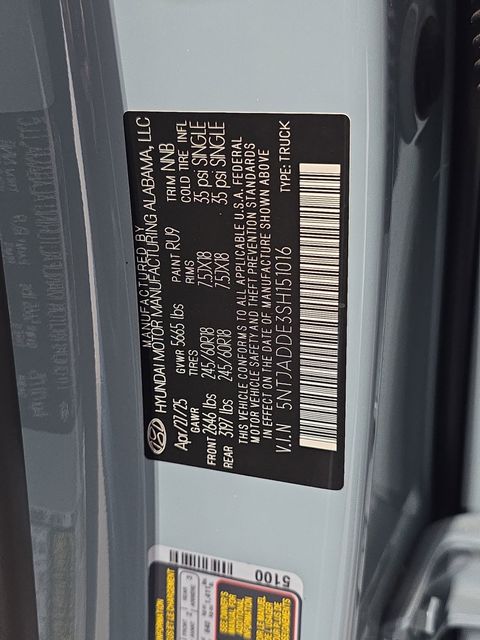 MANUFACTURED BY
HYUNDAI MOTOR MANUFACTURING ALABAMA, LLC
Apr/21/25 GVWR 5665 lbs PAINT RU9 TRIM NNB
GAWR TIRES RIMS COLD TIRE INFL
FRONT 2646 lbs 245/60R18 7.5JX18 35 psi SINGLE
REAR 3197 lbs 245/60R18 7.5JX18 35 psi SINGLE
THIS VEHICLE CONFORMS TO ALL APPLICABLE U.S.A. FEDERAL
MOTOR VEHICLE SAFETY AND THEFT PREVENTION STANDARDS
IN EFFECT ON THE DATE OF MANUFACTURE SHOWN ABOVE
V.I.N 5NTJADDE3SH151016 TYPE: TRUCK
5100